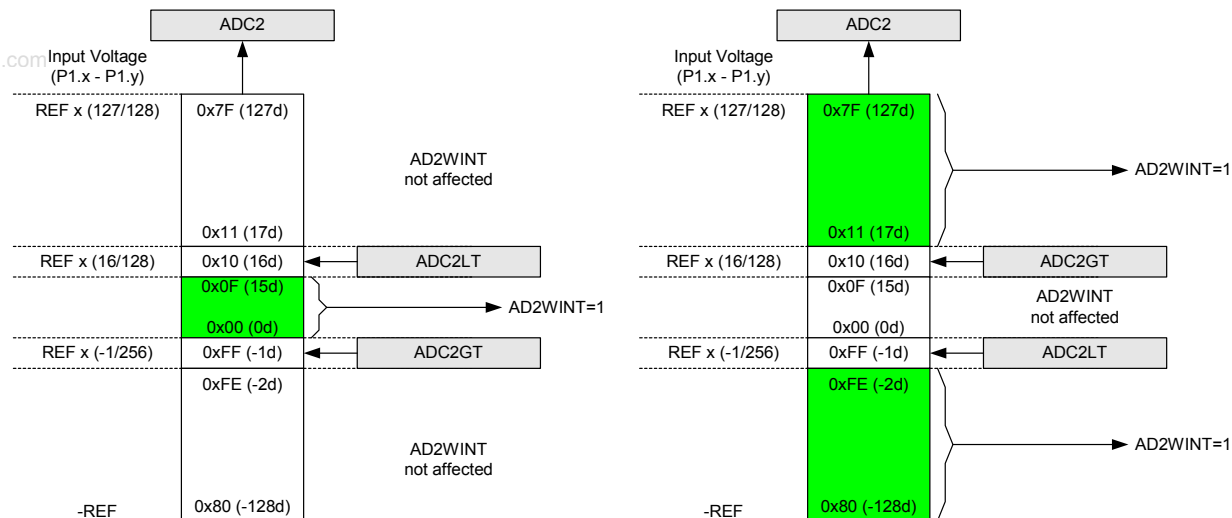 ADC2
.com
Input Voltage
(P1.x - P1.y)
REF x (127/128)
0x7F (127d)
AD2WINT
not affected
0x11 (17d)
REF x (16/128)
0x10 (16d)
ADC2LT
0x0F (15d)
AD2WINT=1
0x00 (0d)
REF x (-1/256)
0xFF (-1d)
ADC2GT
0xFE (-2d)
AD2WINT
not affected
-REF
0x80 (-128d)
ADC2
Input Voltage
(P1.x - P1.y)
REF x (127/128)
0x7F (127d)
AD2WINT=1
0x11 (17d)
REF x (16/128)
0x10 (16d)
ADC2GT
0x0F (15d)
AD2WINT
not affected
0x00 (0d)
REF x (-1/256)
0xFF (-1d)
ADC2LT
0xFE (-2d)
AD2WINT=1
-REF
0x80 (-128d)